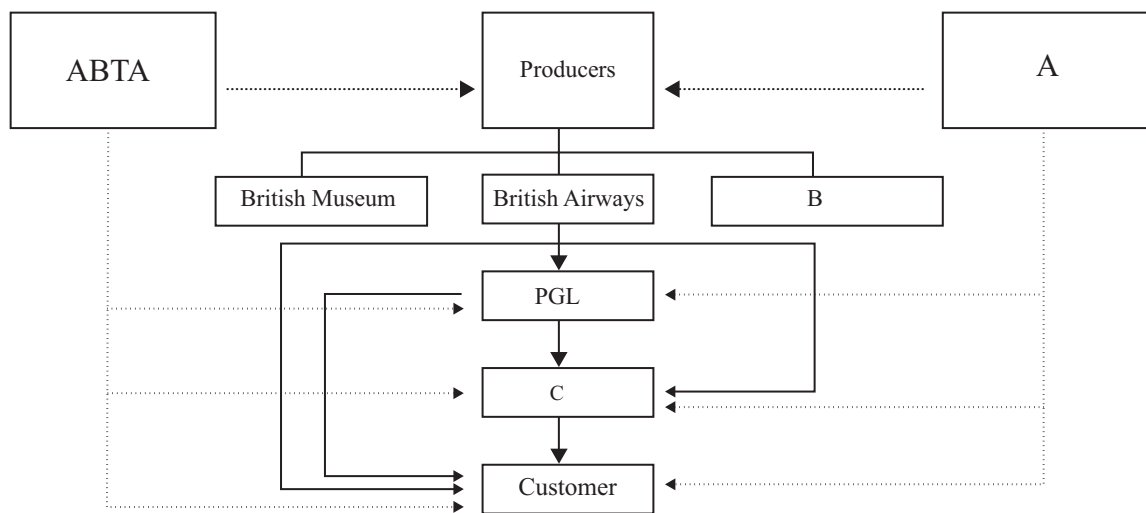 ABTA
Producers
A
British Museum
British Airways
B
PGL
C
Customer